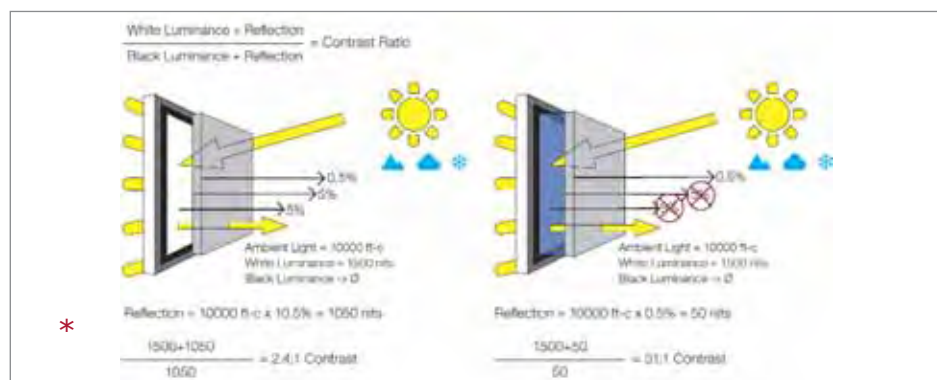 White Luminance + Reflection
Black Luminance + Reflection
= Contrast Ratio
0.5%
5%
5%
Ambient Light = 10000 ft-c
White Luminance = 1500 nits
Black Luminance -> Ø
Reflection = 10000 ft-c x 10.5% = 1050 nits
1500+1050
1050
= 2.4:1 Contrast
0.5%
Ambient Light = 10000 ft-c
White Luminance = 1500 nits
Black Luminance -> Ø
Reflection = 10000 ft-c x 0.5% = 50 nits
1500+50
50
= 31:1 Contrast
*